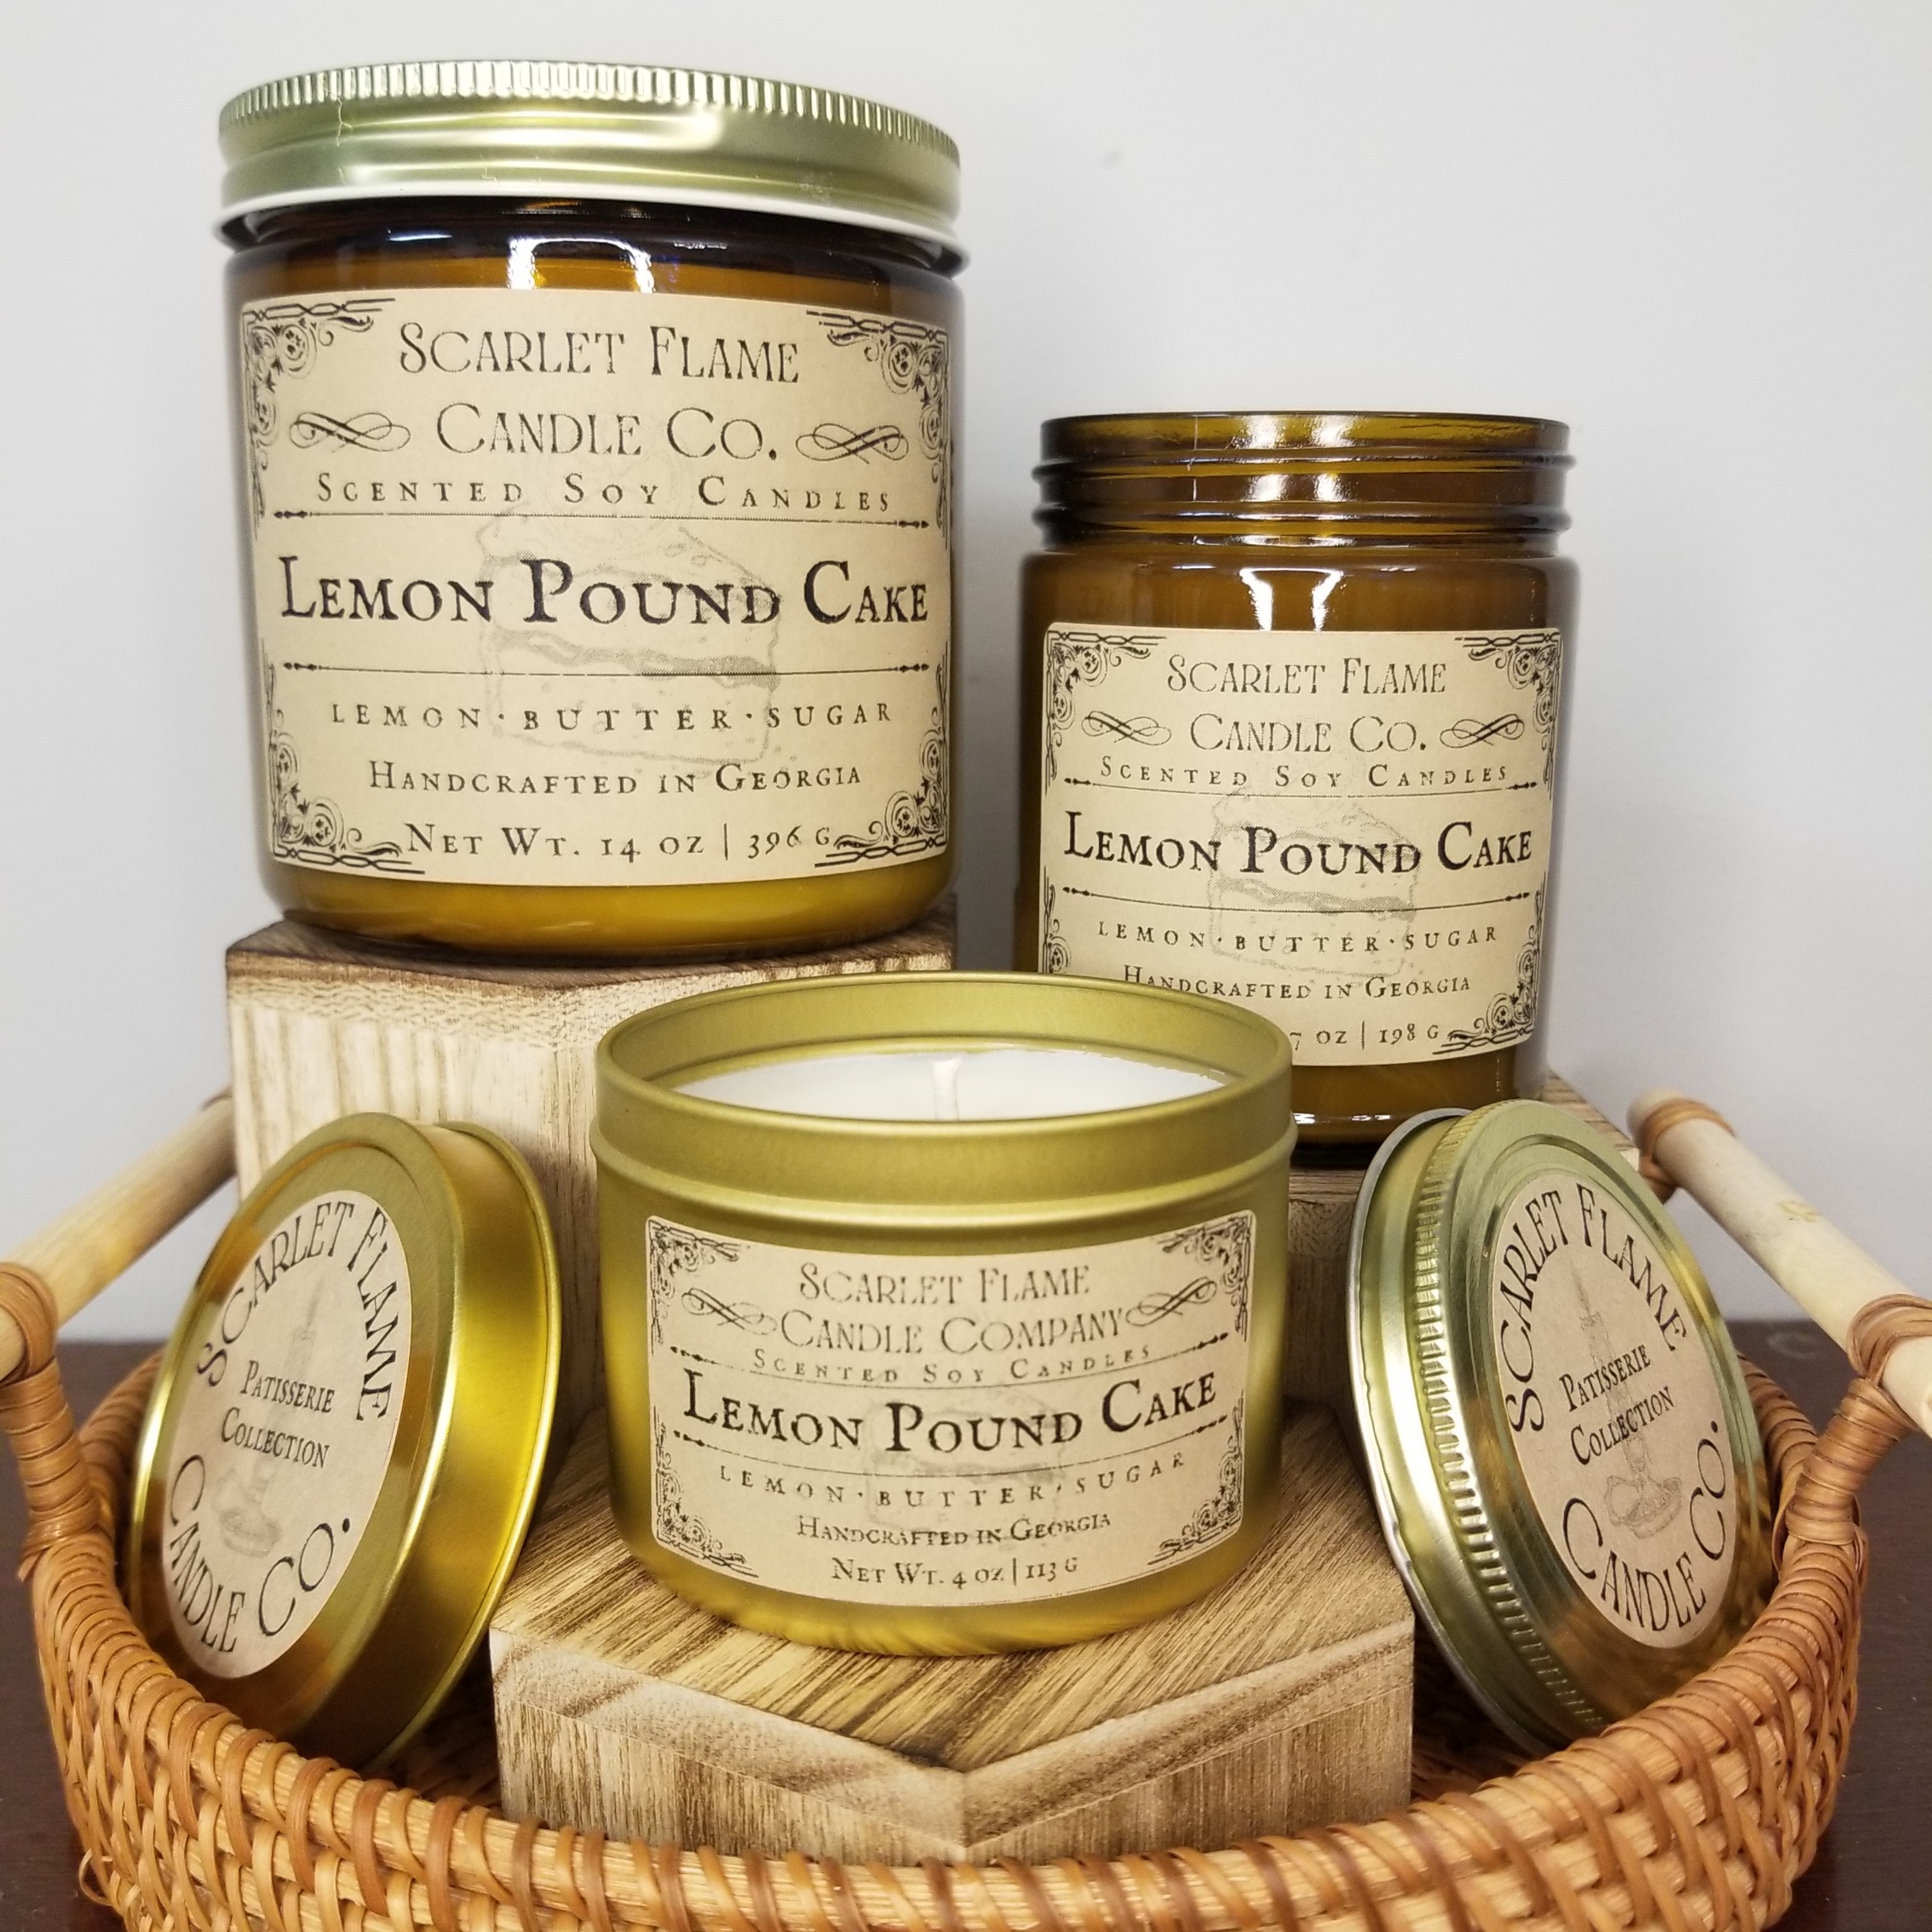 Scarlet Flame
Candle Co.
Scented Soy Candles
Lemon Pound Cake
LEMON·BUTTER·SUGAR
Handcrafted in Georgia
Net Wt. 14 oz | 396 g
Scarlet Flame
Candle Co.
Scented Soy Candles
Lemon Pound Cake
LEMON·BUTTER·SUGAR
Handcrafted in Georgia
7 oz | 198 g
Scarlet Flame
Candle Company
Scented Soy Candles
Lemon Pound Cake
LEMON·BUTTER·SUGAR
Handcrafted in Georgia
Net Wt. 4 oz | 113 g
Scarlet Flame
Patisserie
Collection
Candle Co.
Scarlet Flame
Patisserie
Collection
Candle Co.